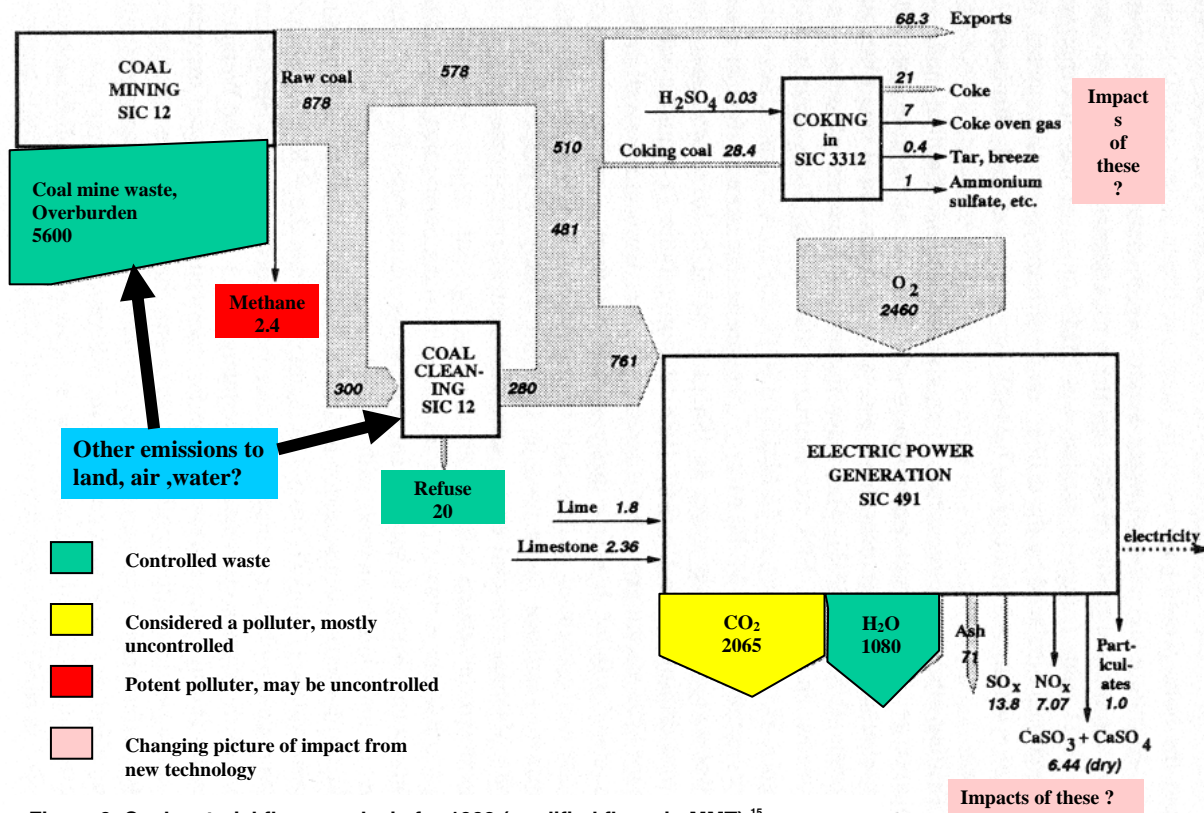 68.3 Exports
COAL
MINING
SIC 12
Raw coal
878
578
H₂SO₄ 0.03
COKING
in
SIC 3312
21
Coke
7
Coke oven gas
0.4
Tar, breeze
1
Ammonium
sulfate, etc.
Impact
s
of
these
?
510
Coking coal 28.4
Coal mine waste,
Overburden
5600
481
O₂
2460
Methane
2.4
COAL
CLEAN-
ING
SIC 12
300
280
761
Other emissions to
land, air ,water?
Refuse
20
ELECTRIC POWER
GENERATION
SIC 491
Lime 1.8
Limestone 2.36
electricity
Controlled waste
Considered a polluter, mostly
uncontrolled
Potent polluter, may be uncontrolled
Changing picture of impact from
new technology
CO₂
2065
H₂O
1080
Ash
71
SOₓ
13.8
NOₓ
7.07
Part-
icul-
ates
1.0
CaSO₃ + CaSO₄
6.44 (dry)
Impacts of these ?